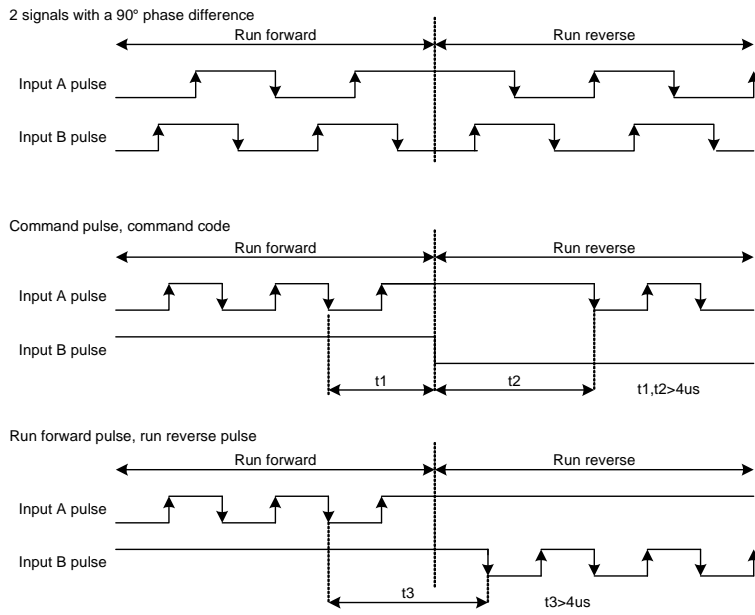 2 signals with a 90° phase difference
Run forward Run reverse
Input A pulse
Input B pulse
Command pulse, command code
Run forward Run reverse
Input A pulse
Input B pulse
t1 t2 t1,t2>4us
Run forward pulse, run reverse pulse
Run forward Run reverse
Input A pulse
Input B pulse
t3 t3>4us